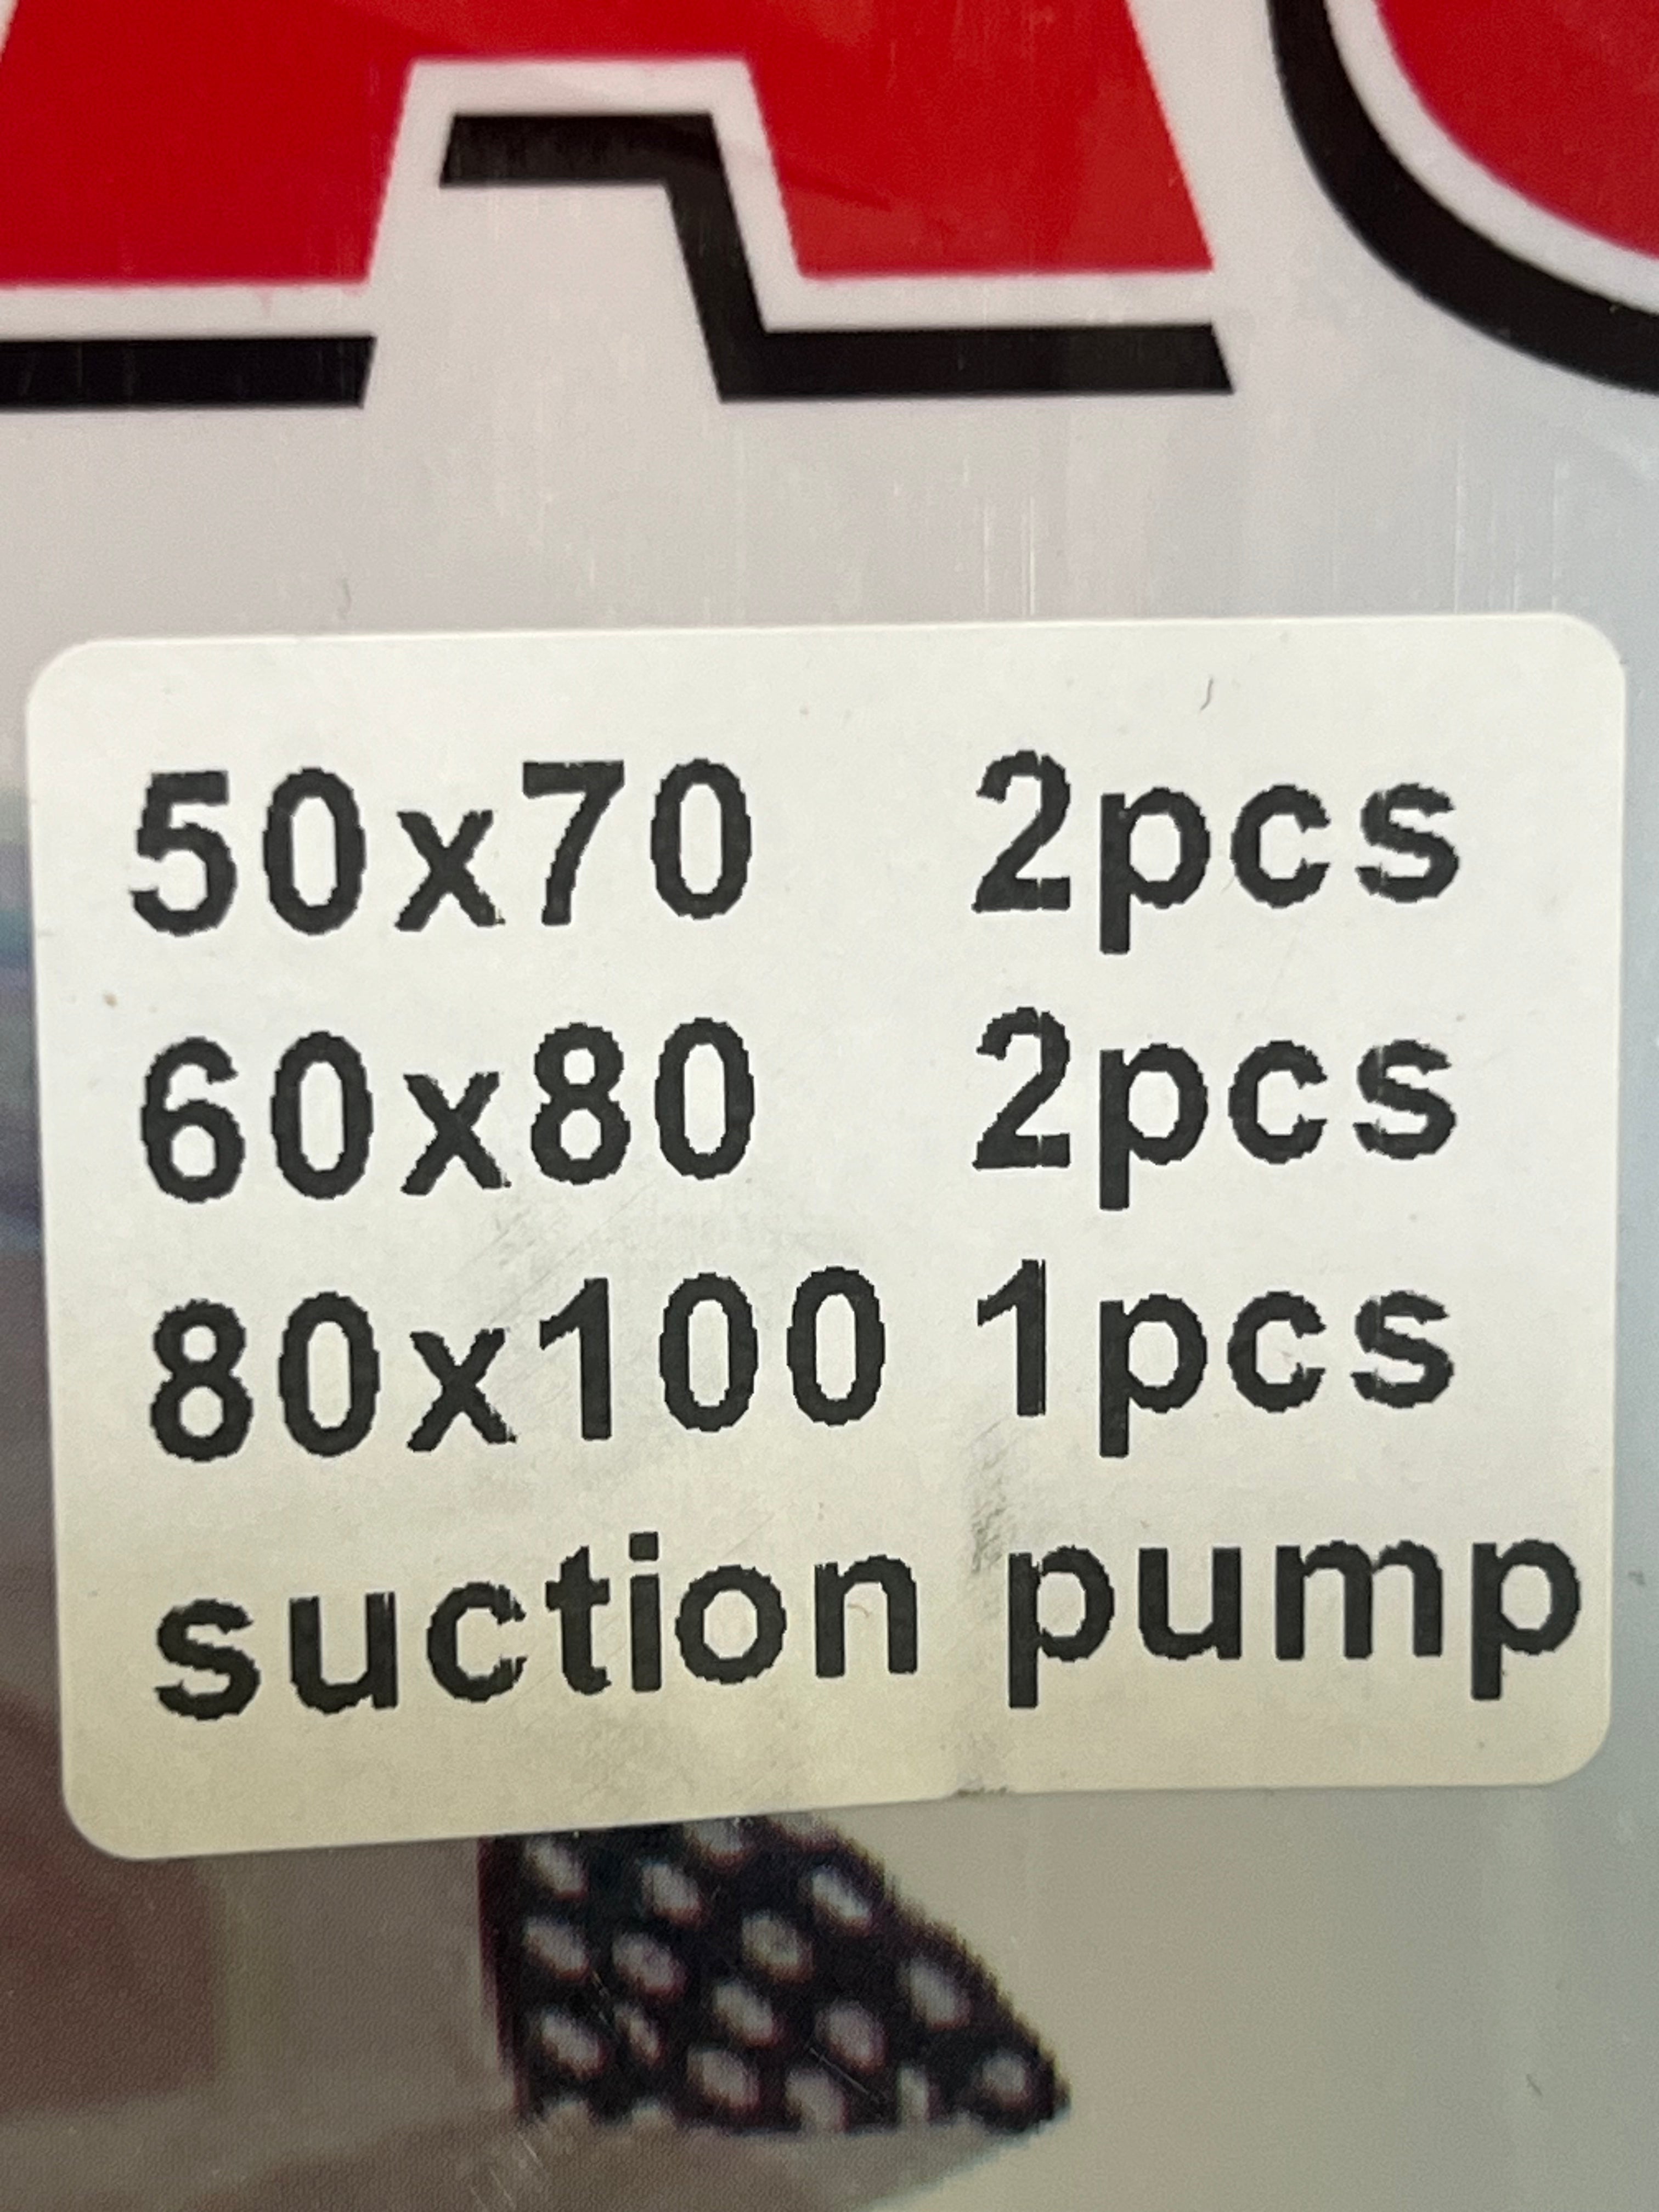 50x70 2pcs
60x80 2pcs
80x100 1pcs
suction pump